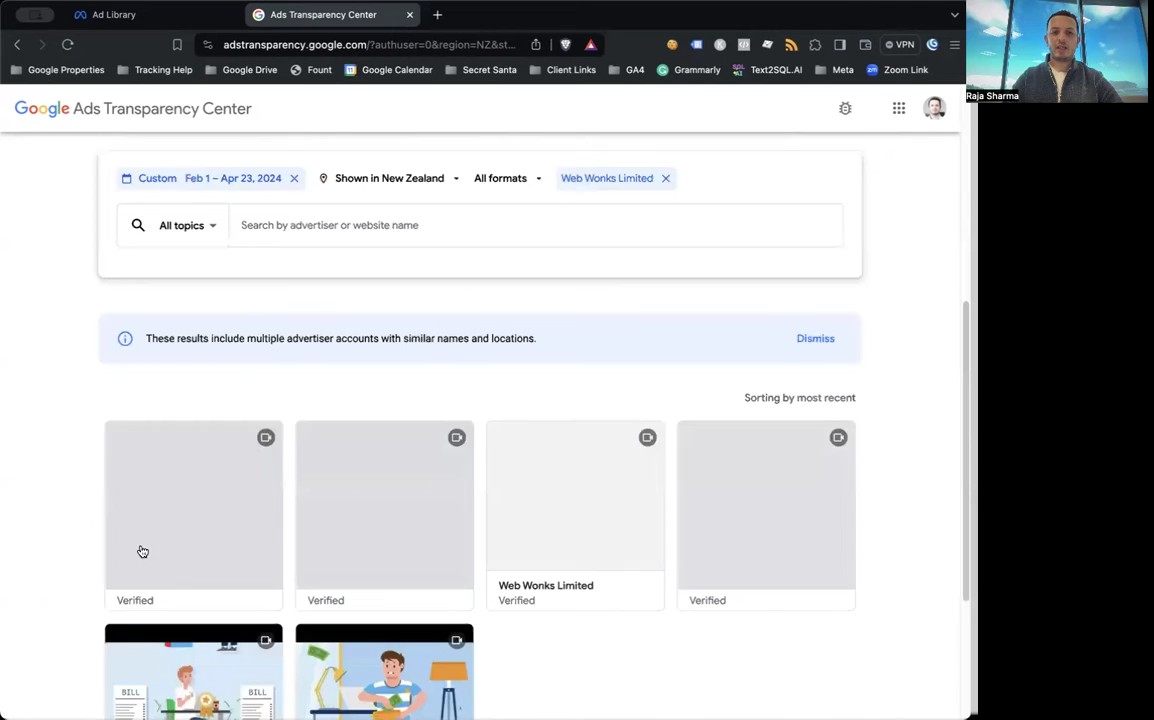 Ad Library
Ads Transparency Center
adstransparency.google.com/?authuser=0&region=NZ&st...
VPN
Google Properties
Tracking Help
Google Drive
Fount
Google Calendar
Secret Santa
Client Links
GA4
Grammarly
Text2SQL.AI
Meta
Zoom Link
Raja Sharma
Google Ads Transparency Center
Custom Feb 1 – Apr 23, 2024
Shown in New Zealand
All formats
Web Wonks Limited
All topics
Search by advertiser or website name
These results include multiple advertiser accounts with similar names and locations.
Dismiss
Sorting by most recent
Verified
Verified
Web Wonks Limited
Verified
Verified
BILL
BILL